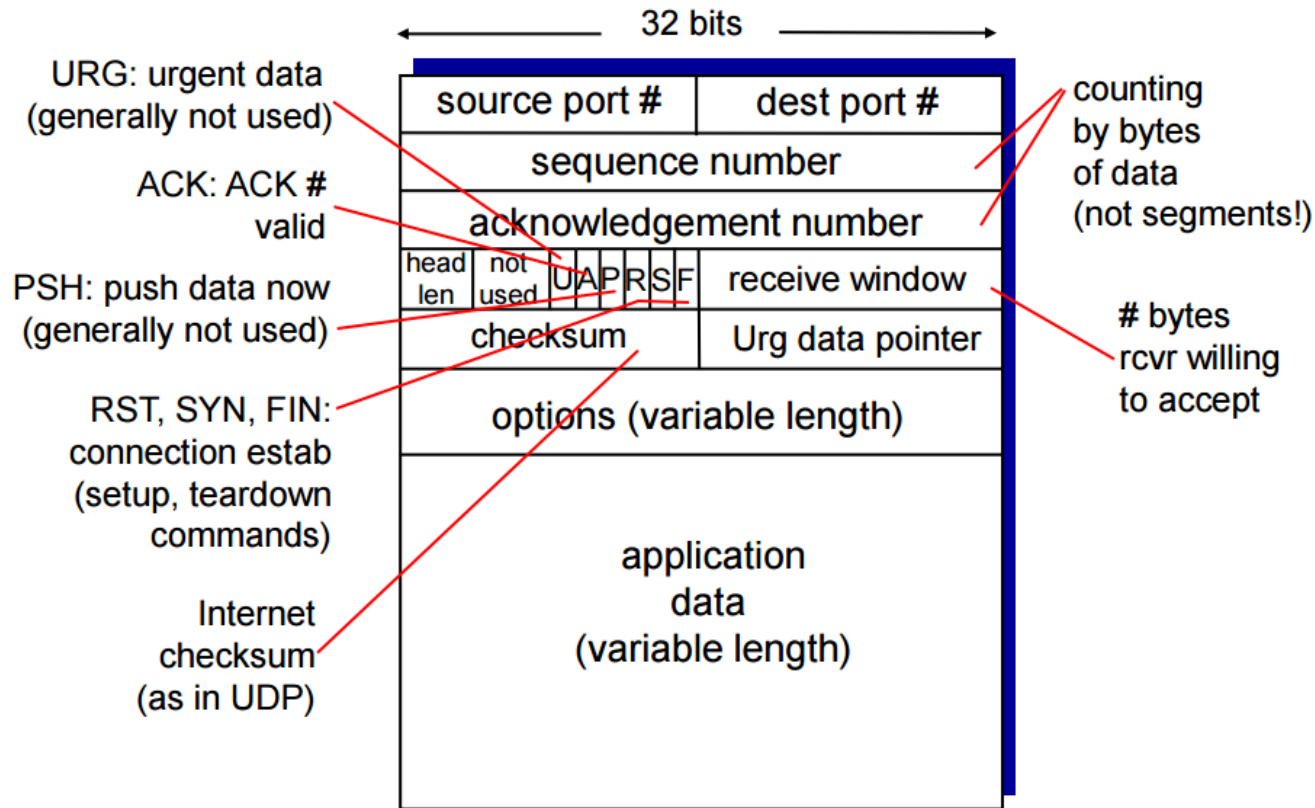 32 bits
URG: urgent data
(generally not used)
ACK: ACK #
valid
PSH: push data now
(generally not used)
RST, SYN, FIN:
connection estab
(setup, teardown
commands)
Internet
checksum
(as in UDP)
source port #
dest port #
sequence number
acknowledgement number
head
len
not
used
U
A
P
R
S
F
receive window
checksum
Urg data pointer
options (variable length)
application
data
(variable length)
counting
by bytes
of data
(not segments!)
# bytes
rcvr willing
to accept